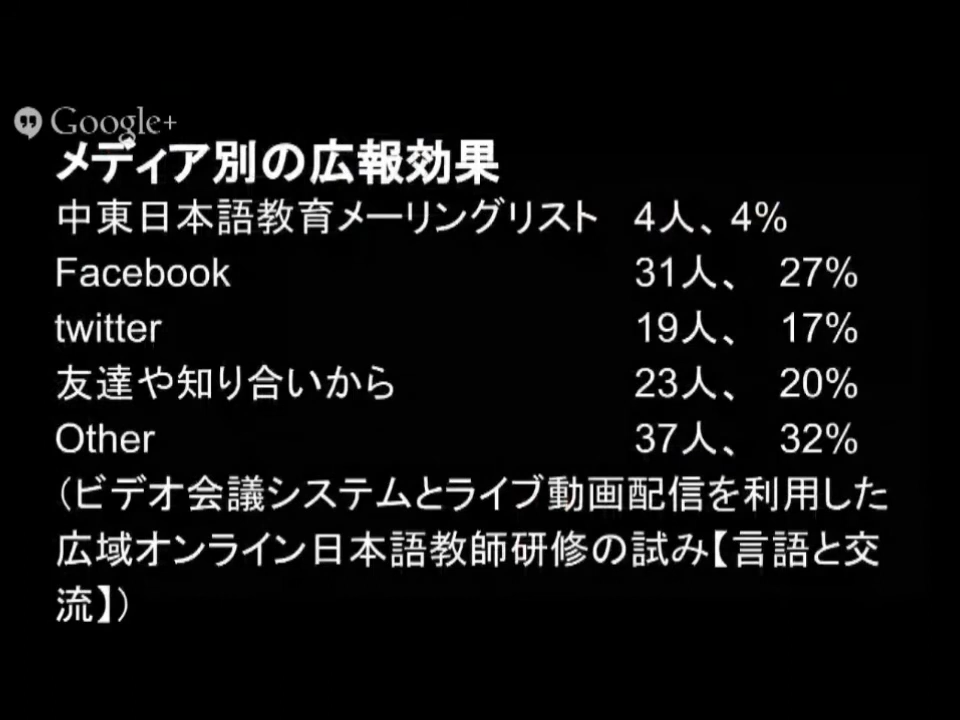 Google+
メディア別の広報効果
中東日本語教育メーリングリスト 4人、4%
Facebook 31人、 27%
twitter 19人、 17%
友達や知り合いから 23人、 20%
Other 37人、 32%
(ビデオ会議システムとライブ動画配信を利用した
広域オンライン日本語教師研修の試み【言語と交
流】)